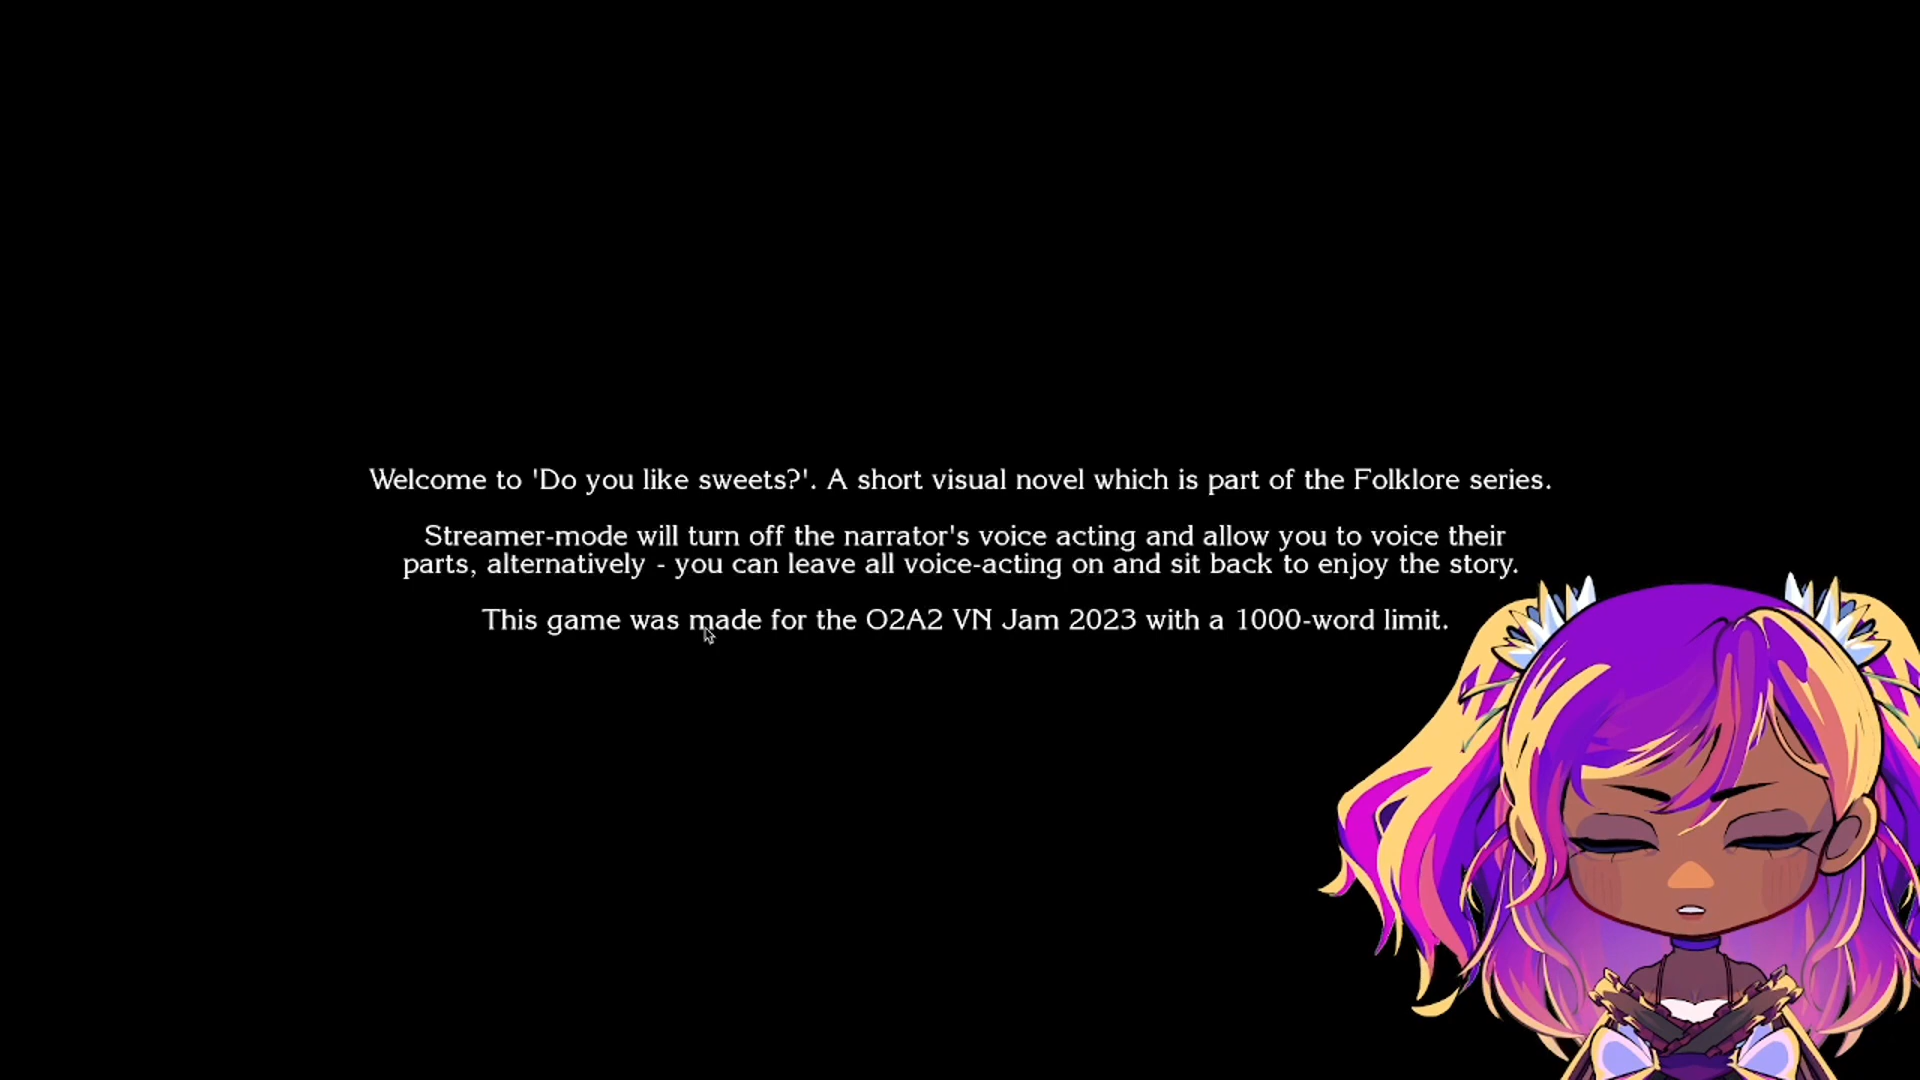 Welcome to 'Do you like sweets?'. A short visual novel which is part of the Folklore series.
Streamer-mode will turn off the narrator's voice acting and allow you to voice their
parts, alternatively - you can leave all voice-acting on and sit back to enjoy the story.
This game was made for the O2A2 VN Jam 2023 with a 1000-word limit.